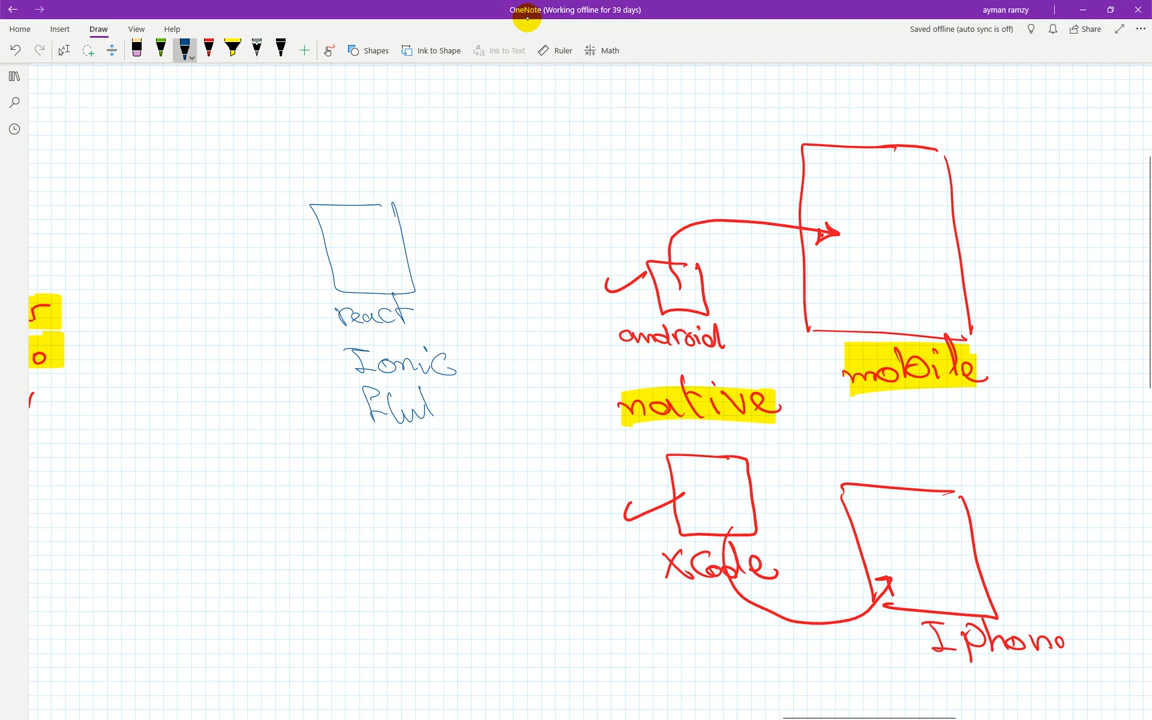 OneNote (Working offline for 39 days)
ayman ramzy
Home Insert Draw View Help
Saved offline (auto sync is off)
Share
Shapes
Ink to Shape
Ink to Text
Ruler
Math
react
Ionic
android
native
mobile
XCode
Iphone